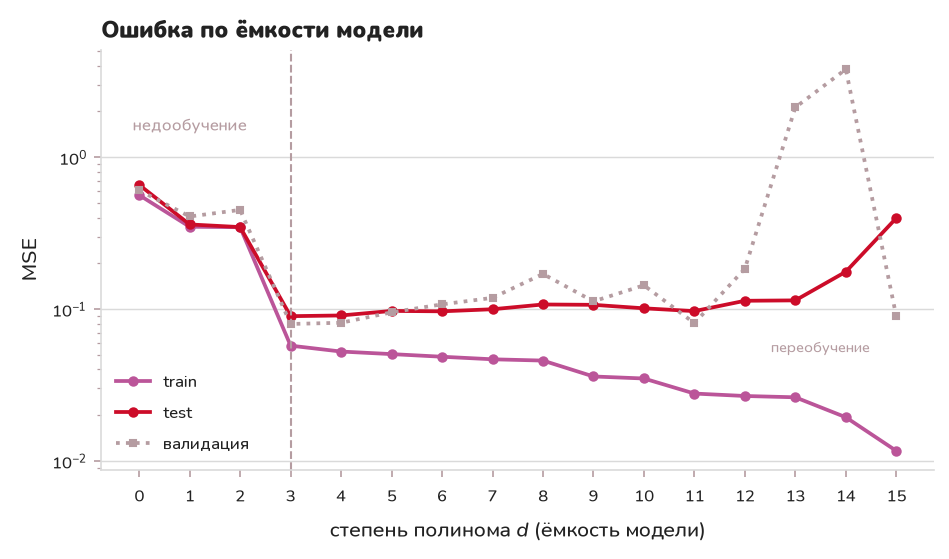 Ошибка по ёмкости модели
недообучение
переобучение
MSE
10⁰
10⁻¹
10⁻²
train
test
валидация
0 1 2 3 4 5 6 7 8 9 10 11 12 13 14 15
степень полинома d (ёмкость модели)